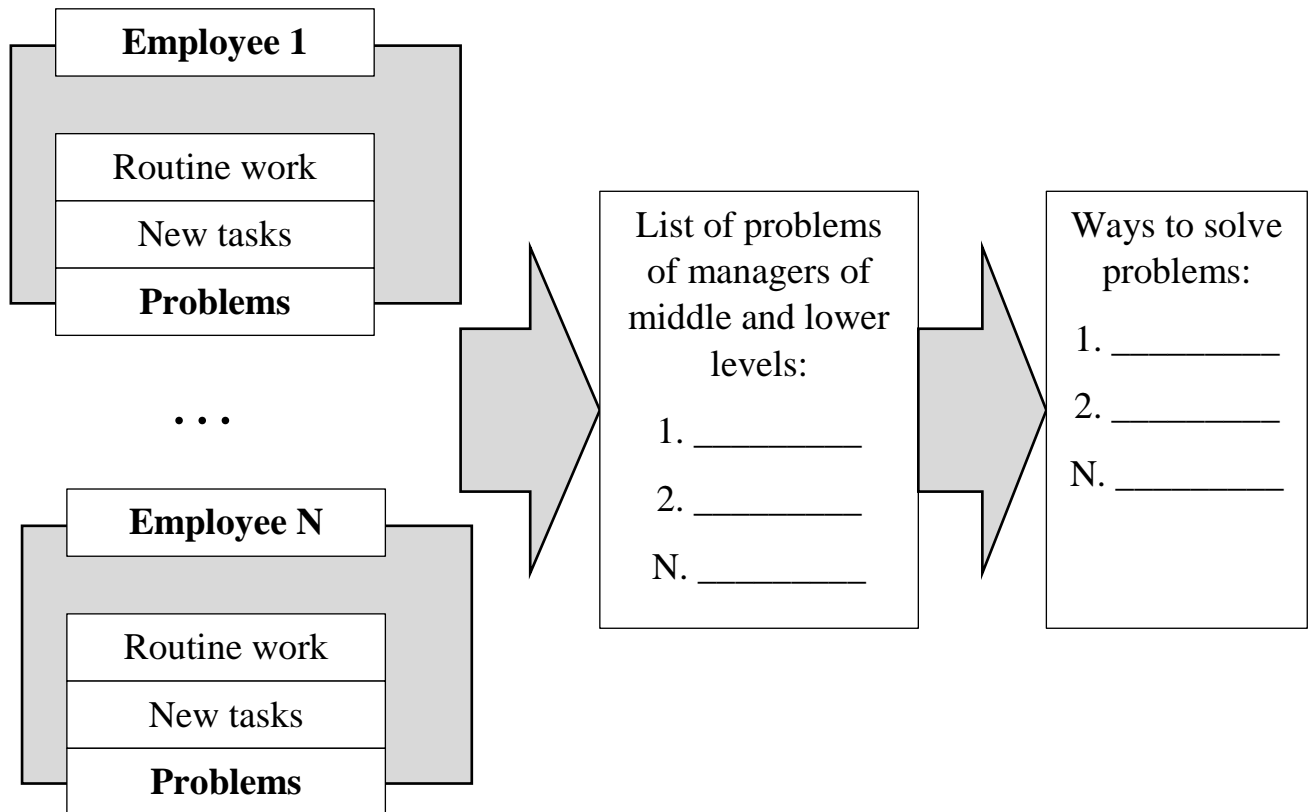 Employee 1
Routine work
New tasks
Problems
. . .
Employee N
Routine work
New tasks
Problems
List of problems
of managers of
middle and lower
levels:
1. _________
2. _________
N. _________
Ways to solve
problems:
1. _________
2. _________
N. _________